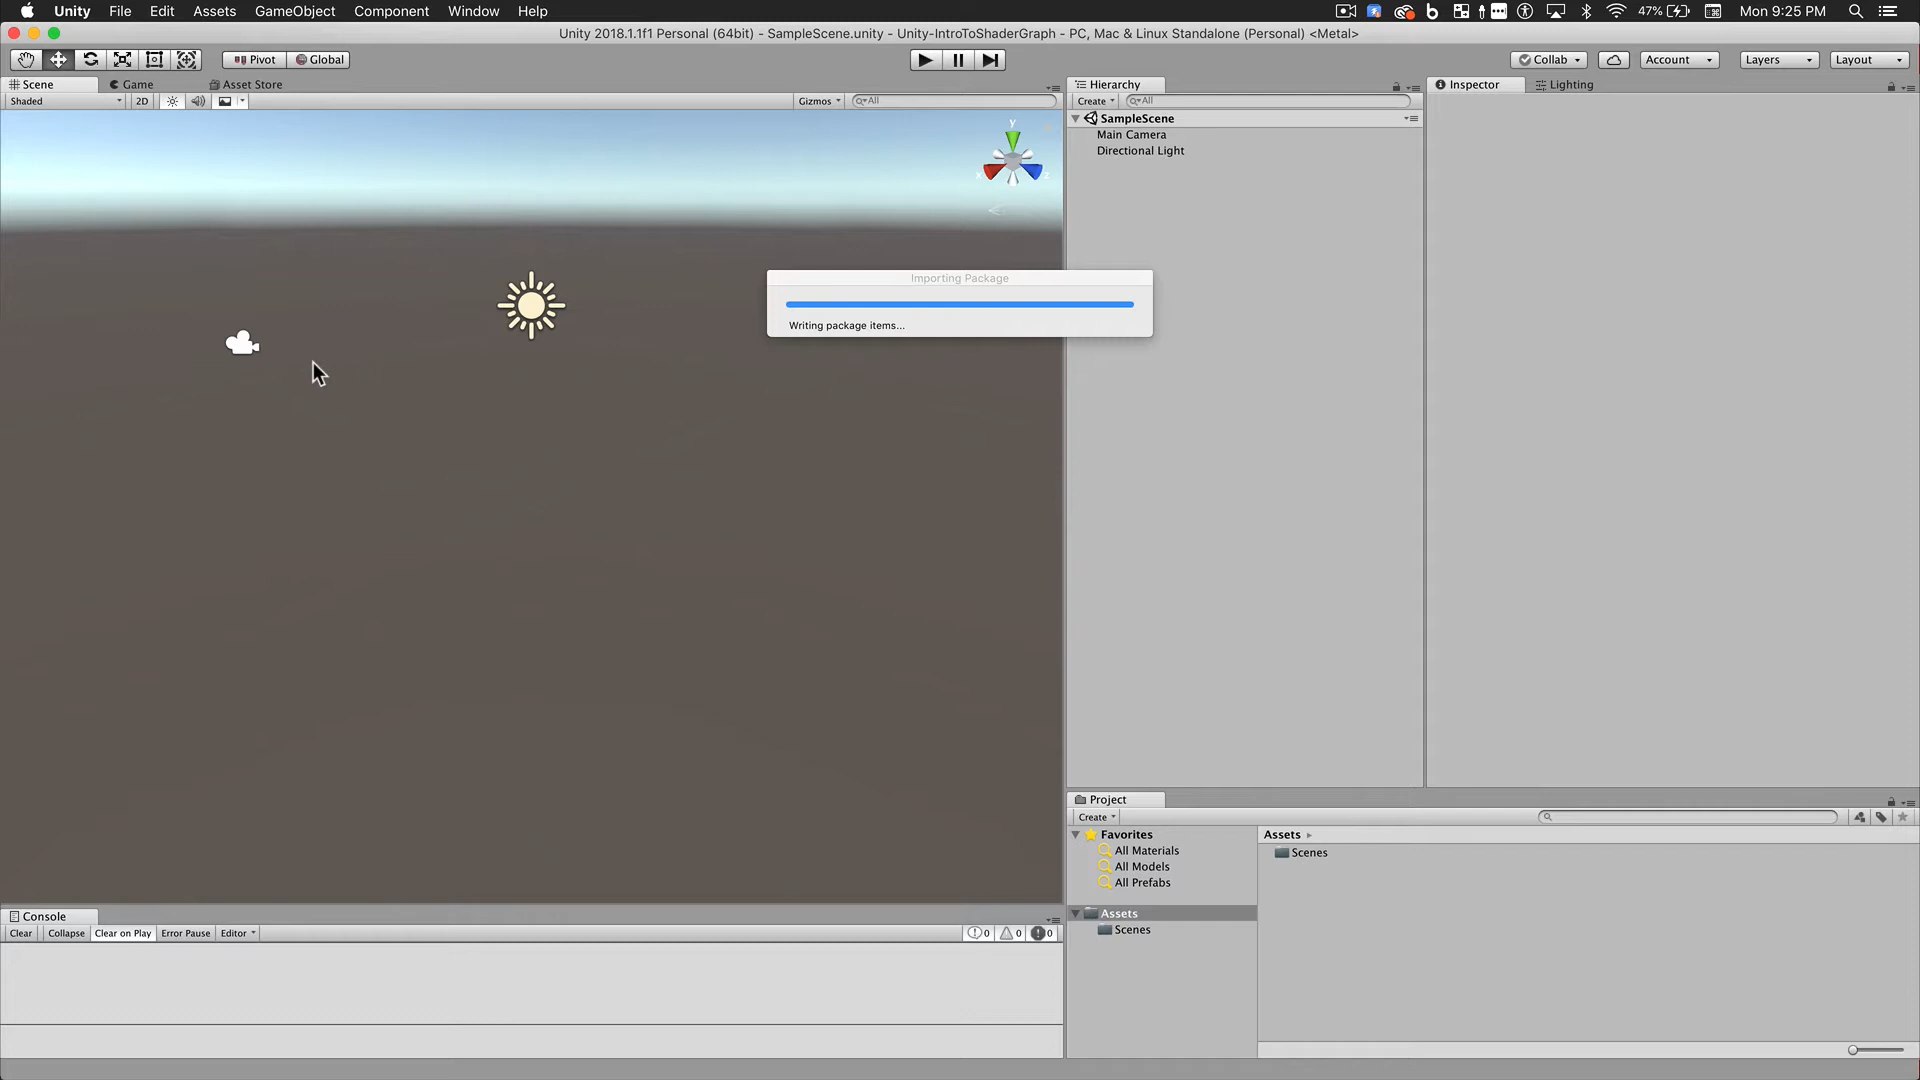 Unity File Edit Assets GameObject Component Window Help 47% Mon 9:25 PM
Unity 2018.1.1f1 Personal (64bit) - SampleScene.unity - Unity-IntroToShaderGraph - PC, Mac & Linux Standalone (Personal) <Metal>
Pivot Global Collab Account Layers Layout
Scene Game Asset Store Hierarchy Inspector Lighting
Shaded 2D Gizmos All Create All
SampleScene
Main Camera
Directional Light
y
x z
Importing Package
Writing package items...
Project
Create
Favorites
All Materials
All Models
All Prefabs
Assets
Scenes
Assets
Scenes
Console
Clear Collapse Clear on Play Error Pause Editor 0 0 0